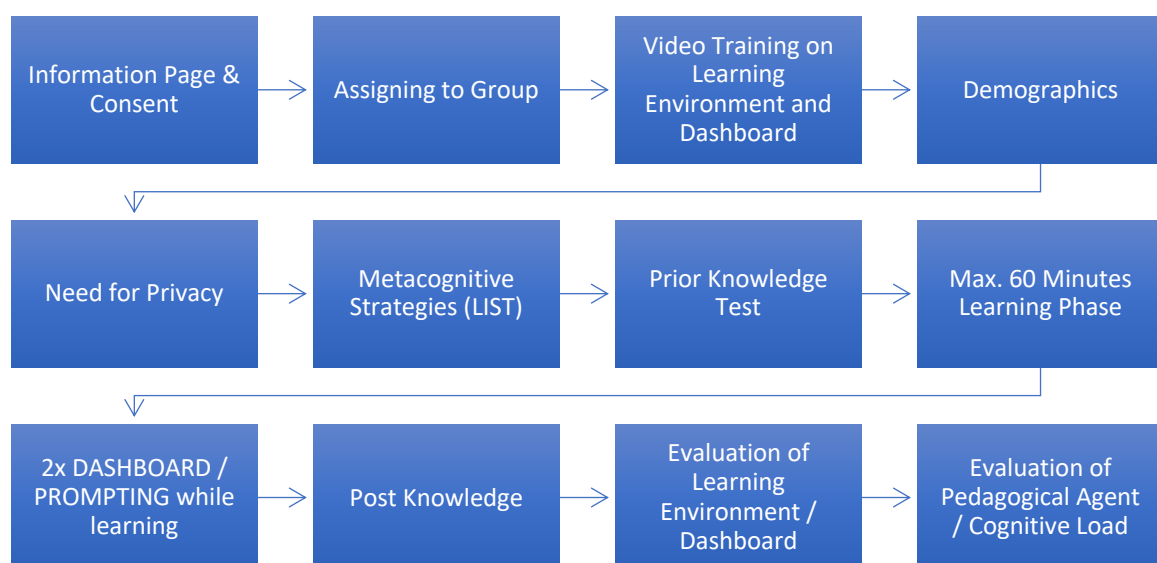 Information Page &
Consent
Assigning to Group
Video Training on
Learning
Environment and
Dashboard
Demographics
Need for Privacy
Metacognitive
Strategies (LIST)
Prior Knowledge
Test
Max. 60 Minutes
Learning Phase
2x DASHBOARD /
PROMPTING while
learning
Post Knowledge
Evaluation of
Learning
Environment /
Dashboard
Evaluation of
Pedagogical Agent
/ Cognitive Load